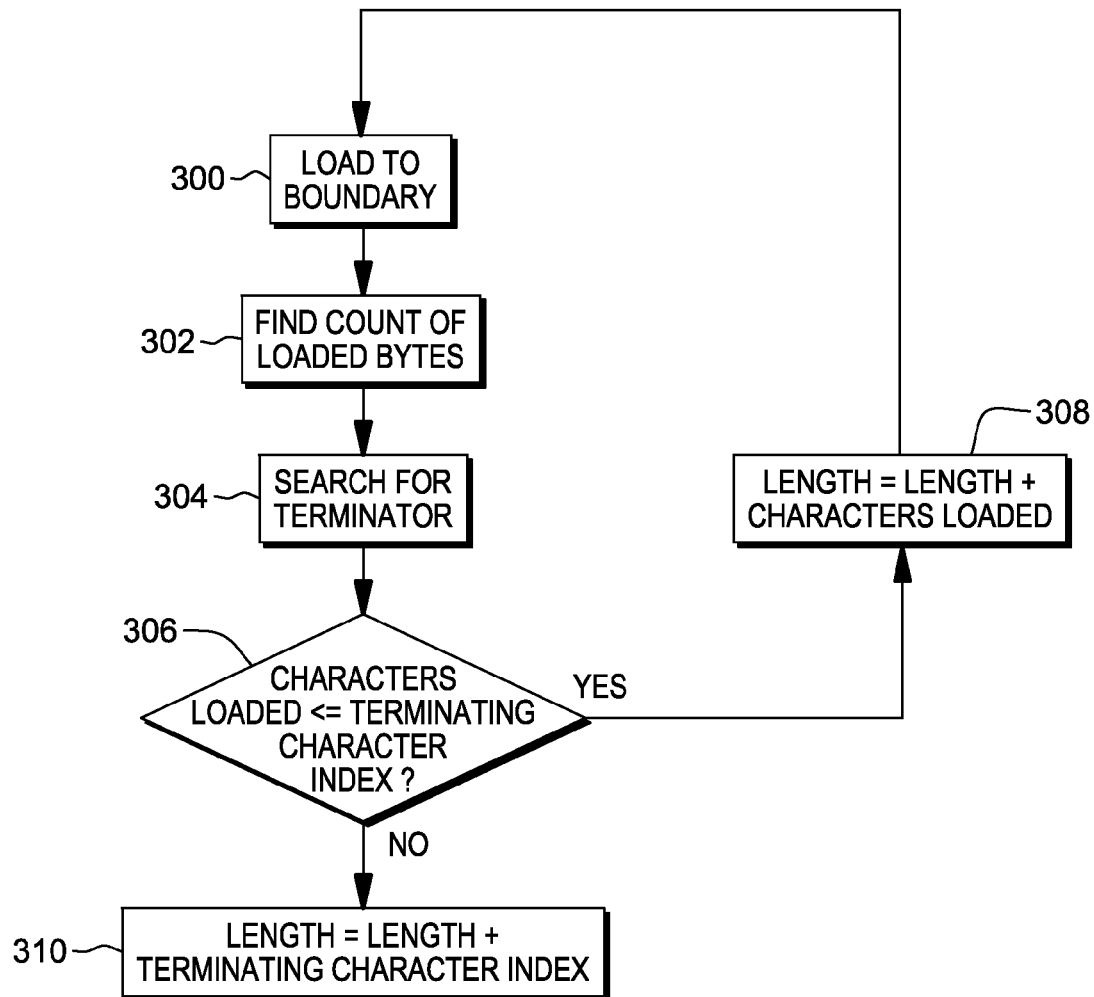 300
LOAD TO
BOUNDARY
302
FIND COUNT OF
LOADED BYTES
304
SEARCH FOR
TERMINATOR
308
LENGTH = LENGTH +
CHARACTERS LOADED
306
CHARACTERS
LOADED <= TERMINATING
CHARACTER
INDEX ?
YES
NO
310
LENGTH = LENGTH +
TERMINATING CHARACTER INDEX